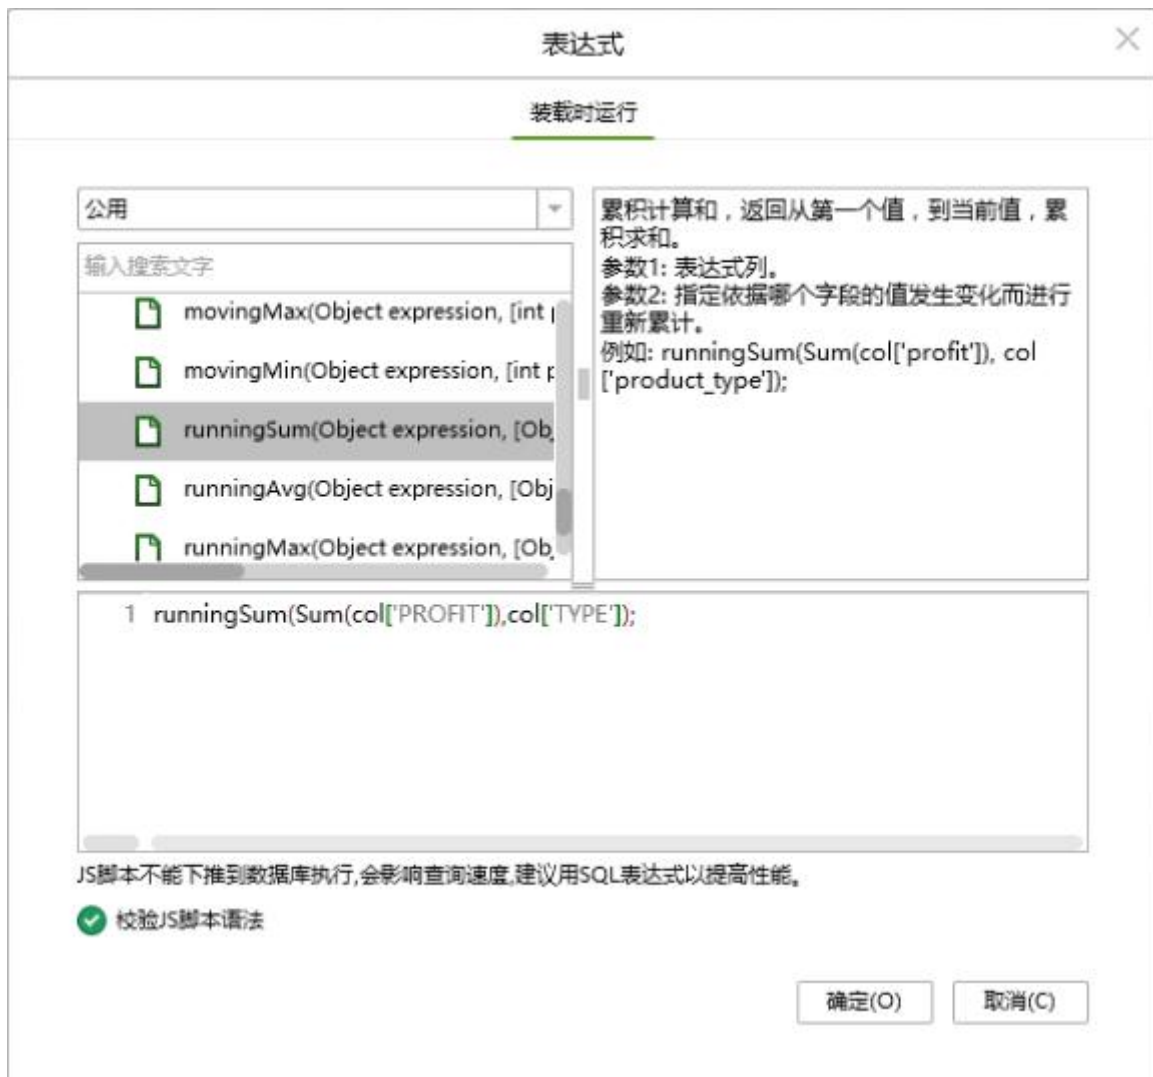 表达式
装载时运行
公用
输入搜索文字
movingMax(Object expression, [int p
movingMin(Object expression, [int p
runningSum(Object expression, [Obj
runningAvg(Object expression, [Obj
runningMax(Object expression, [Obj
累积计算和，返回从第一个值，到当前值，累
积求和。
参数1: 表达式列。
参数2: 指定依据哪个字段的值发生变化而进行
重新累计。
例如: runningSum(Sum(col['profit']), col
['product_type']);
1 runningSum(Sum(col['PROFIT']),col['TYPE']);
JS脚本不能下推到数据库执行,会影响查询速度,建议用SQL表达式以提高性能。
校验JS脚本语法
确定(O)
取消(C)